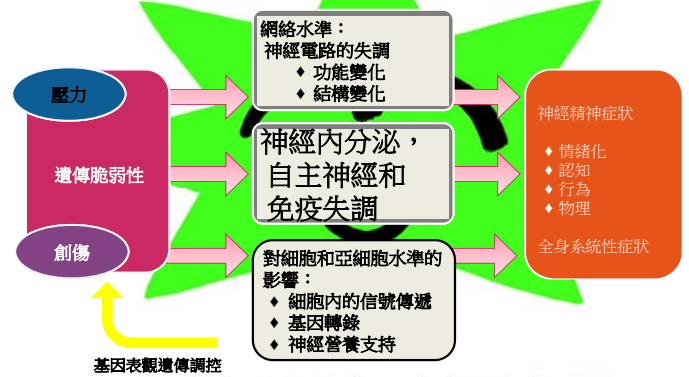 壓力
遺傳脆弱性
創傷
基因表觀遺傳調控
網絡水準：
神經電路的失調
♦ 功能變化
♦ 結構變化
神經內分泌，
自主神經和
免疫失調
對細胞和亞細胞水準的
影響：
♦ 細胞內的信號傳遞
♦ 基因轉錄
♦ 神經營養支持
神經精神症狀
♦ 情緒化
♦ 認知
♦ 行為
♦ 物理
全身系統性症狀